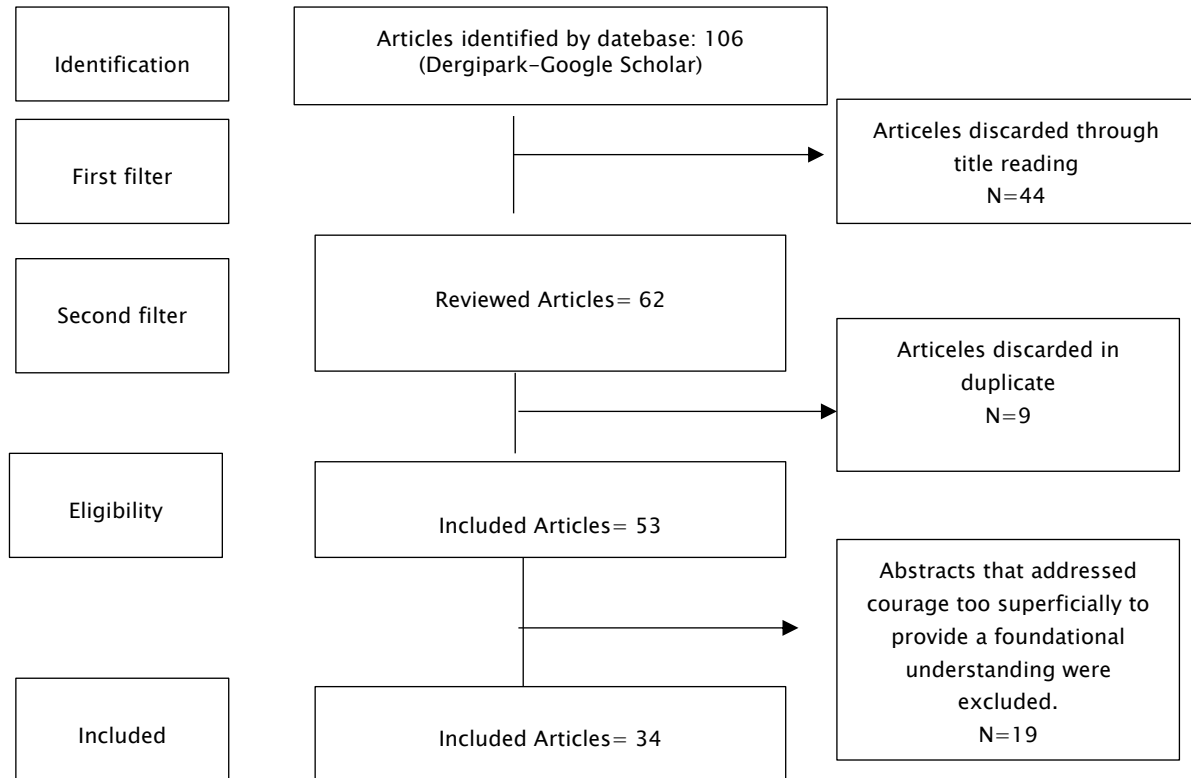 Identification
Articles identified by datebase: 106
(Dergipark-Google Scholar)
First filter
Articeles discarded through
title reading
N=44
Second filter
Reviewed Articles= 62
Articeles discarded in
duplicate
N=9
Eligibility
Included Articles= 53
Abstracts that addressed
courage too superficially to
provide a foundational
understanding were
excluded.
N=19
Included
Included Articles= 34